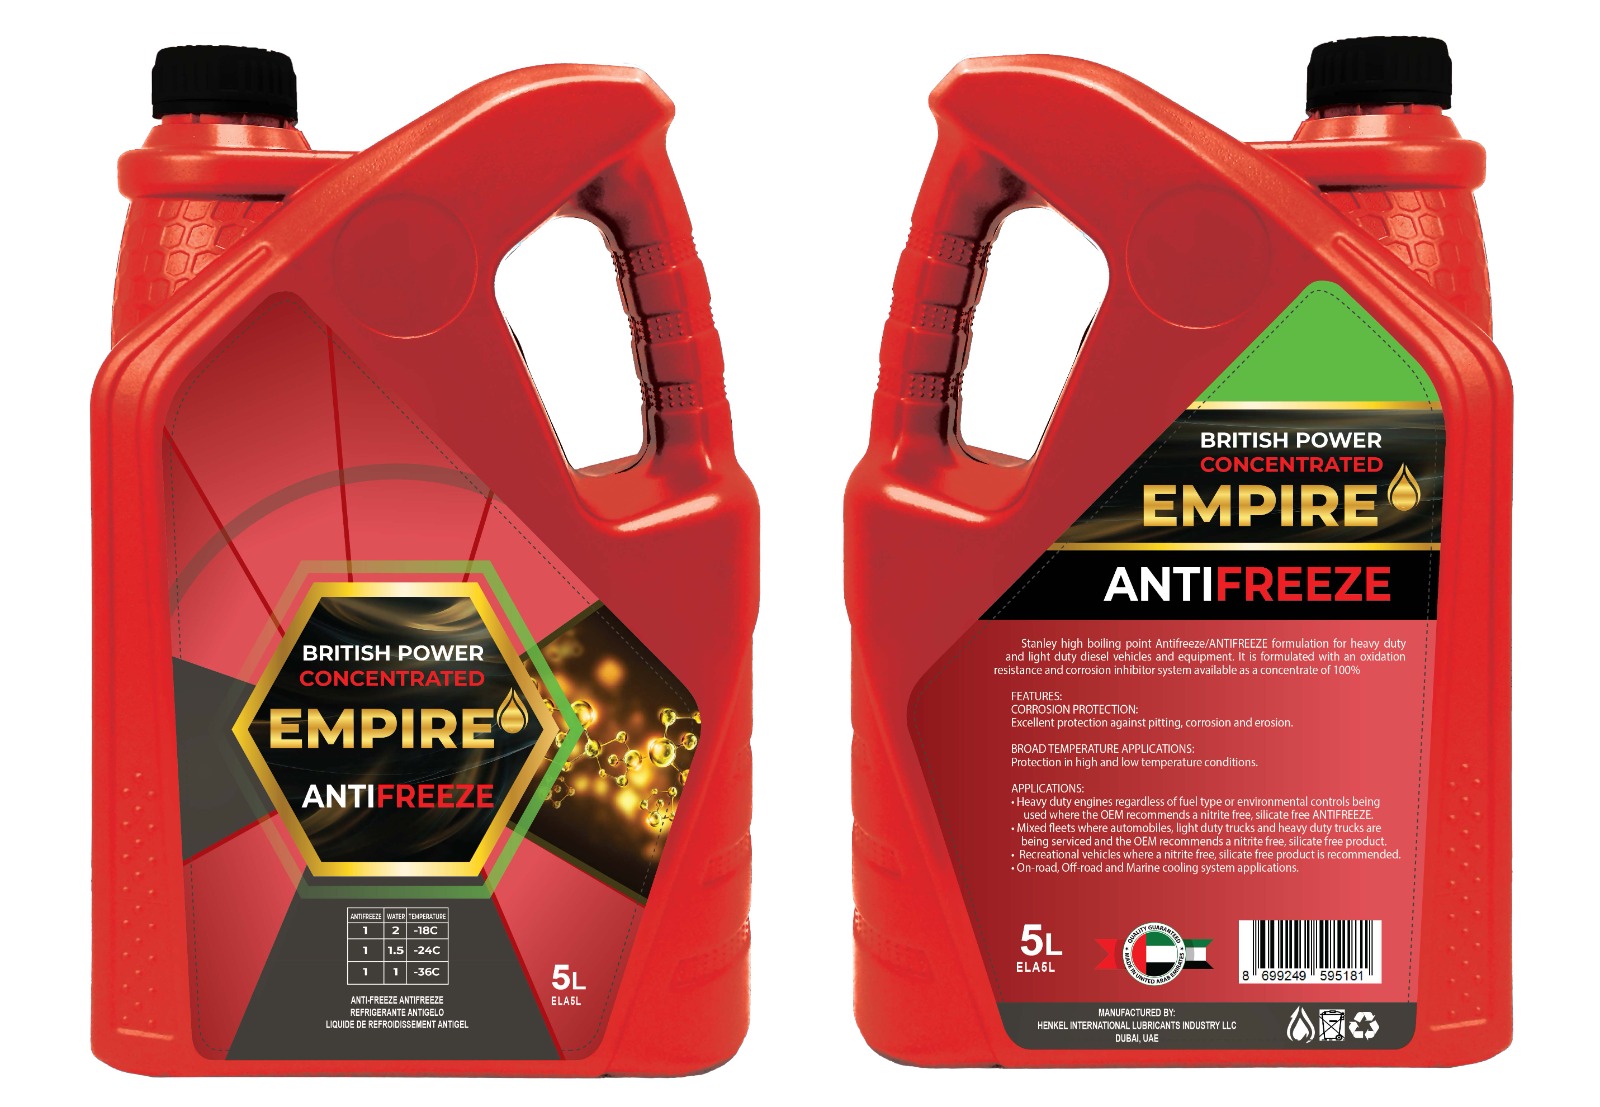 BRITISH POWER
CONCENTRATED
EMPIRE
ANTIFREEZE
ANTIFREEZE WATER TEMPERATURE
1 2 -18C
1 1.5 -24C
1 1 -36C
ANTI-FREEZE ANTIFREEZE
REFRIGERANTE ANTIGELO
LIQUIDE DE REFROIDISSEMENT ANTIGEL
5L
ELA5L
BRITISH POWER
CONCENTRATED
EMPIRE
ANTIFREEZE
Stanley high boiling point Antifreeze/ANTIFREEZE formulation for heavy duty
and light duty diesel vehicles and equipment. It is formulated with an oxidation
resistance and corrosion inhibitor system available as a concentrate of 100%
FEATURES:
CORROSION PROTECTION:
Excellent protection against pitting, corrosion and erosion.
BROAD TEMPERATURE APPLICATIONS:
Protection in high and low temperature conditions.
APPLICATIONS:
• Heavy duty engines regardless of fuel type or environmental controls being
used where the OEM recommends a nitrite free, silicate free ANTIFREEZE.
• Mixed fleets where automobiles, light duty trucks and heavy duty trucks are
being serviced and the OEM recommends a nitrite free, silicate free product.
• Recreational vehicles where a nitrite free, silicate free product is recommended.
• On-road, Off-road and Marine cooling system applications.
5L
ELA5L
QUALITY GUARANTEED
MADE IN UNITED ARAB EMIRATES
8 699249 595181
MANUFACTURED BY:
HENKEL INTERNATIONAL LUBRICANTS INDUSTRY LLC
DUBAI, UAE